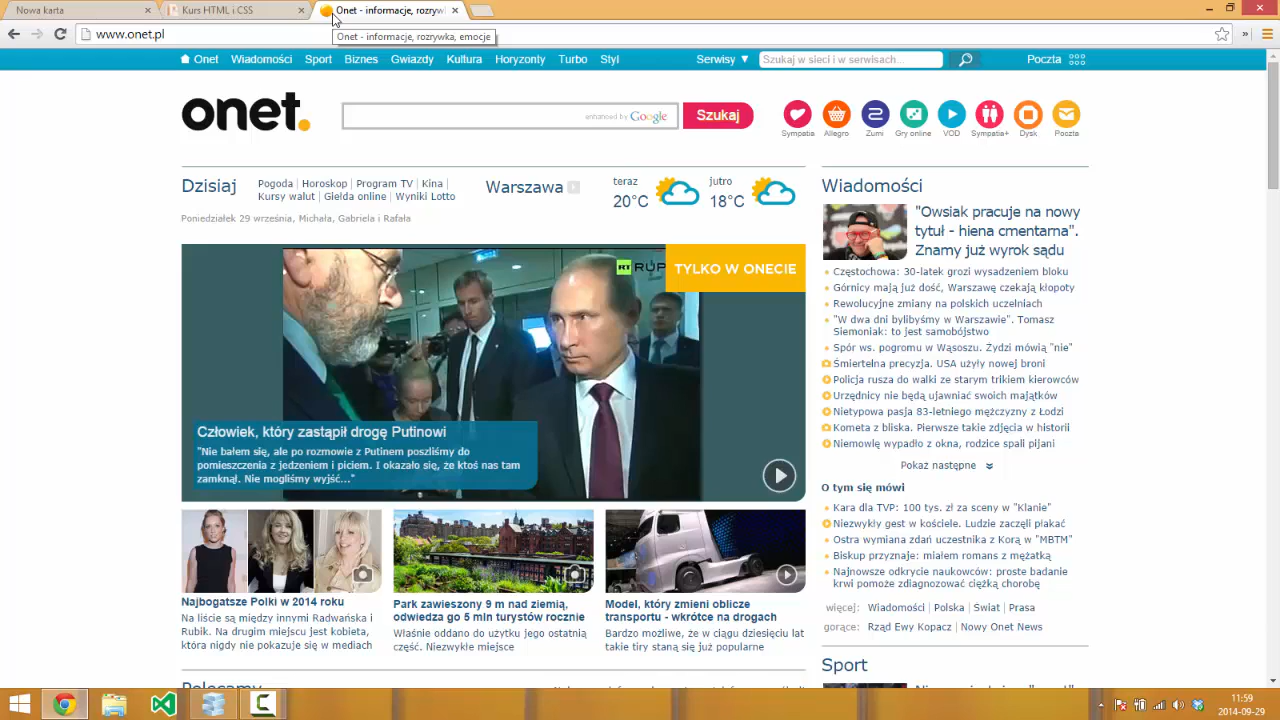 Nowa karta
Kurs HTML i CSS
Onet - informacje, rozryw
www.onet.pl
Onet - informacje, rozrywka, emocje
Onet Wiadomości Sport Biznes Gwiazdy Kultura Horyzonty Turbo Styl
Serwisy ▼
Szukaj w sieci i w serwisach...
Poczta
onet.
enhanced by Google
Szukaj
Sympatia Allegro Zumi Gry online VOD Sympatia+ Dysk Poczta
Dzisiaj
Pogoda | Horoskop | Program TV | Kina |
Kursy walut | Giełda online | Wyniki Lotto
Warszawa
teraz
20°C
jutro
18°C
Poniedziałek 29 września, Michała, Gabriela i Rafała
RT
TYLKO W ONECIE
Człowiek, który zastąpił drogę Putinowi
"Nie bałem się, ale po rozmowie z Putinem poszliśmy do
pomieszczenia z jedzeniem i piciem. I okazało się, że ktoś nas tam
zamknął. Nie mogliśmy wyjść..."
Najbogatsze Polki w 2014 roku
Na liście są między innymi Radwańska i
Rubik. Na drugim miejscu jest kobieta,
która nigdy nie pokazuje się w mediach
Park zawieszony 9 m nad ziemią,
odwiedza go 5 mln turystów rocznie
Właśnie oddano do użytku jego ostatnią
część. Niezwykłe miejsce
Model, który zmieni oblicze
transportu - wkrótce na drogach
Bardzo możliwe, że w ciągu dziesięciu lat
takie tiry staną się już popularne
Wiadomości
"Owsiak pracuje na nowy
tytuł - hiena cmentarna".
Znamy już wyrok sądu
Częstochowa: 30-latek grozi wysadzeniem bloku
Górnicy mają już dość, Warszawę czekają kłopoty
Rewolucyjne zmiany na polskich uczelniach
"W dwa dni bylibyśmy w Warszawie". Tomasz
Siemoniak: to jest samobójstwo
Spór ws. pogromu w Wąsoszu. Żydzi mówią "nie"
Śmiertelna precyzja. USA użyły nowej broni
Policja rusza do walki ze starym trikiem kierowców
Urzędnicy nie będą ujawniać swoich majątków
Nietypowa pasja 83-letniego mężczyzny z Łodzi
Kometa z bliska. Pierwsze takie zdjęcia w historii
Niemowlę wypadło z okna, rodzice spali pijani
Pokaż następne
O tym się mówi
Kara dla TVP: 100 tys. zł za sceny w "Klanie"
Niezwykły gest w kościele. Ludzie zaczęli płakać
Ostra wymiana zdań uczestnika z Korą w "MBTM"
Biskup przyznaje: miałem romans z mężatką
Najnowsze odkrycie naukowców: proste badanie
krwi pomoże zdiagnozować ciężką chorobę
więcej: Wiadomości | Polska | Świat | Prasa
gorące: Rząd Ewy Kopacz | Nowy Onet News
Sport
11:59
2014-09-29